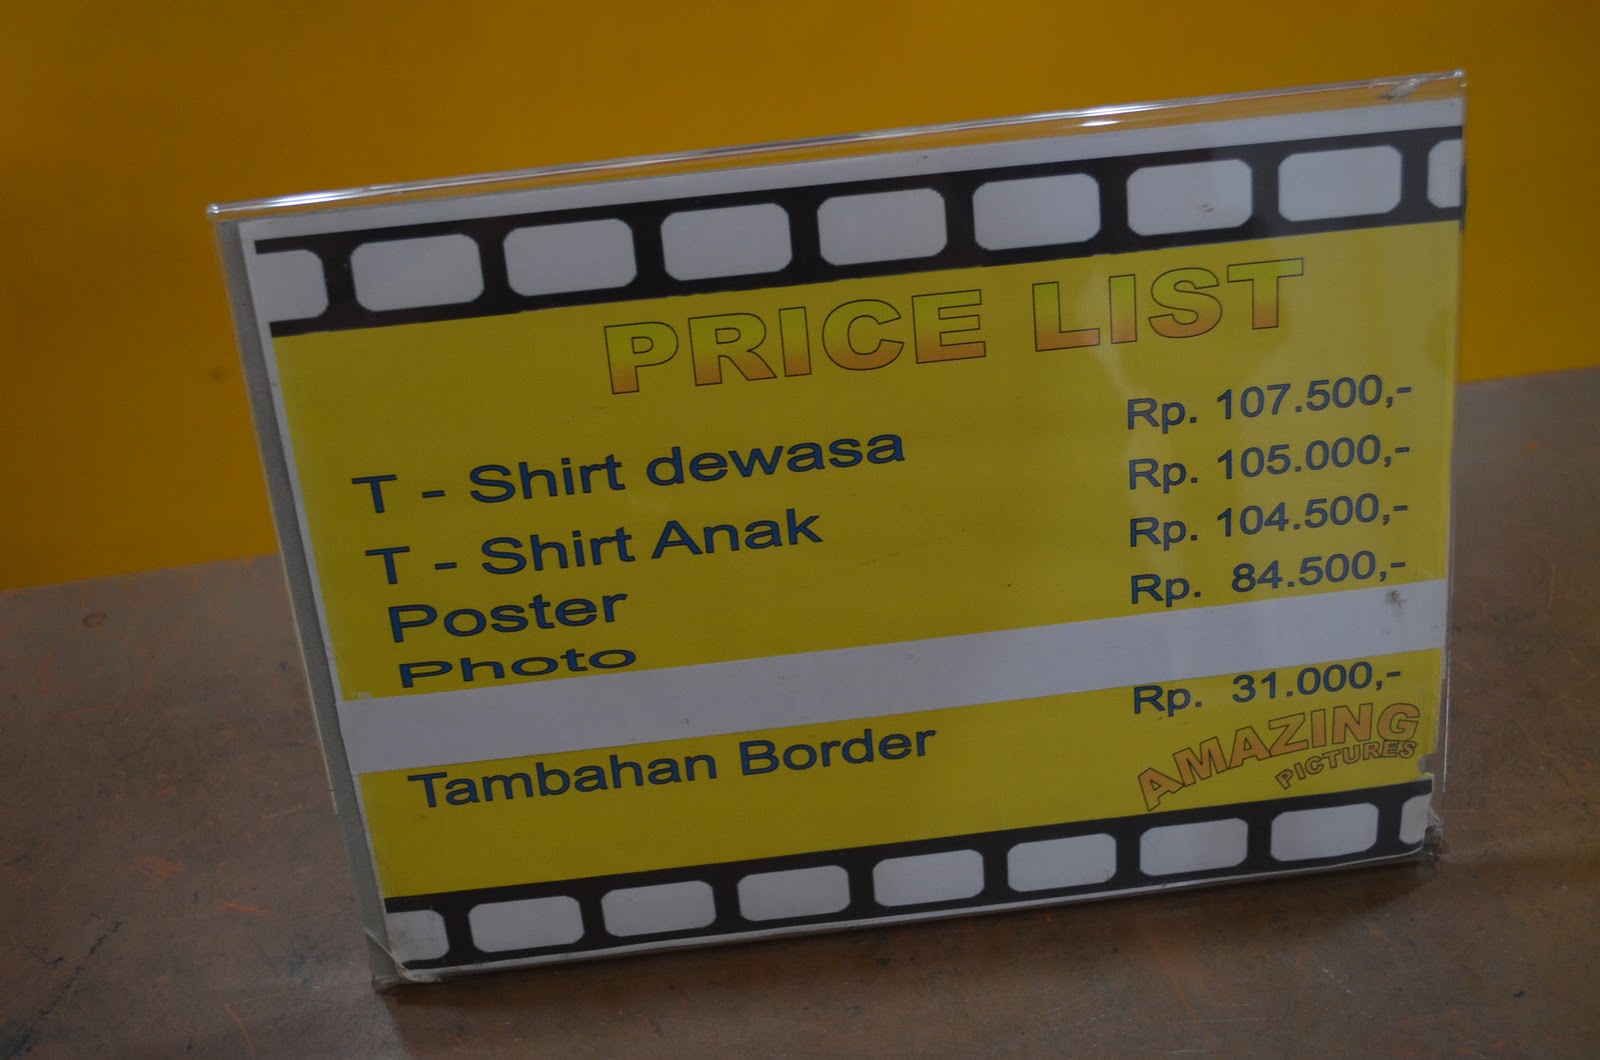 PRICE LIST
T - Shirt dewasa Rp. 107.500,-
T - Shirt Anak Rp. 105.000,-
Poster Rp. 104.500,-
Photo Rp. 84.500,-
Tambahan Border Rp. 31.000,-
AMAZING
PICTURES